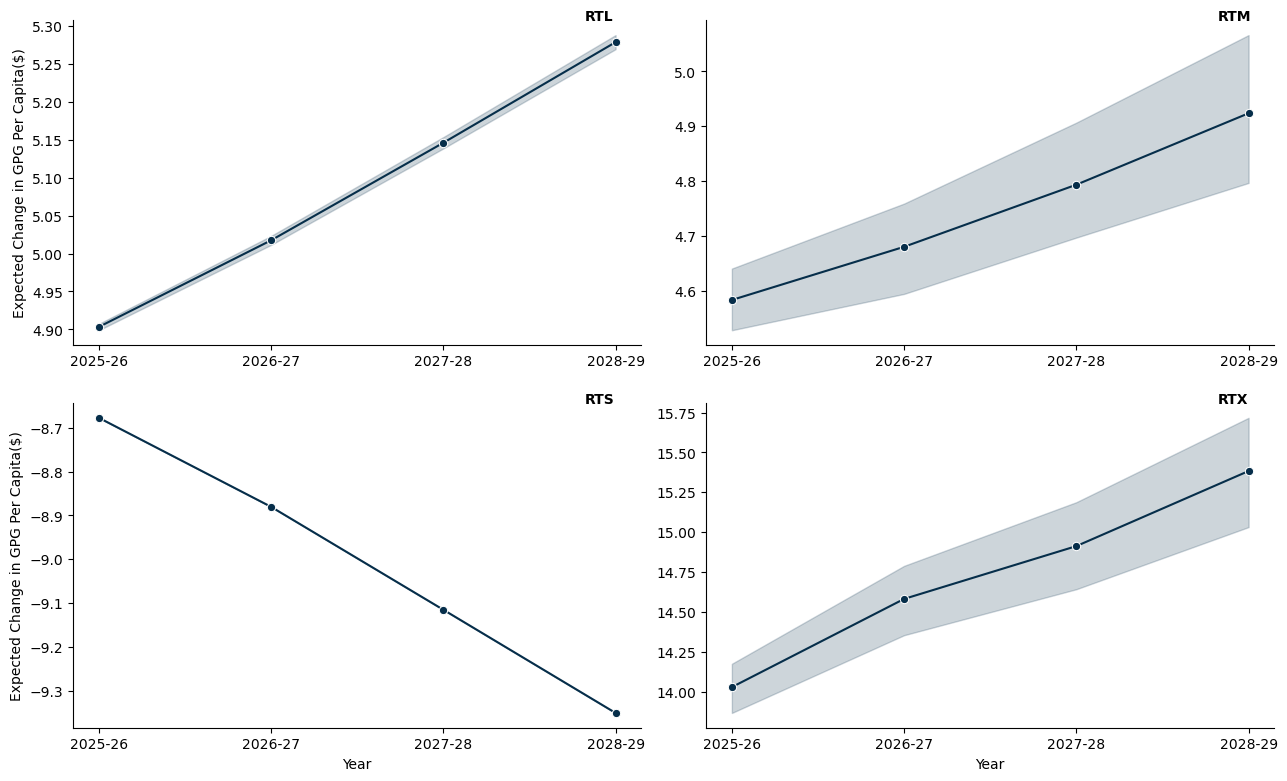 RTL
Expected Change in GPG Per Capita($)
5.30
5.25
5.20
5.15
5.10
5.05
5.00
4.95
4.90
2025-26 2026-27 2027-28 2028-29
RTM
5.0
4.9
4.8
4.7
4.6
2025-26 2026-27 2027-28 2028-29
RTS
Expected Change in GPG Per Capita($)
−8.7
−8.8
−8.9
−9.0
−9.1
−9.2
−9.3
2025-26 2026-27 2027-28 2028-29
Year
RTX
15.75
15.50
15.25
15.00
14.75
14.50
14.25
14.00
2025-26 2026-27 2027-28 2028-29
Year